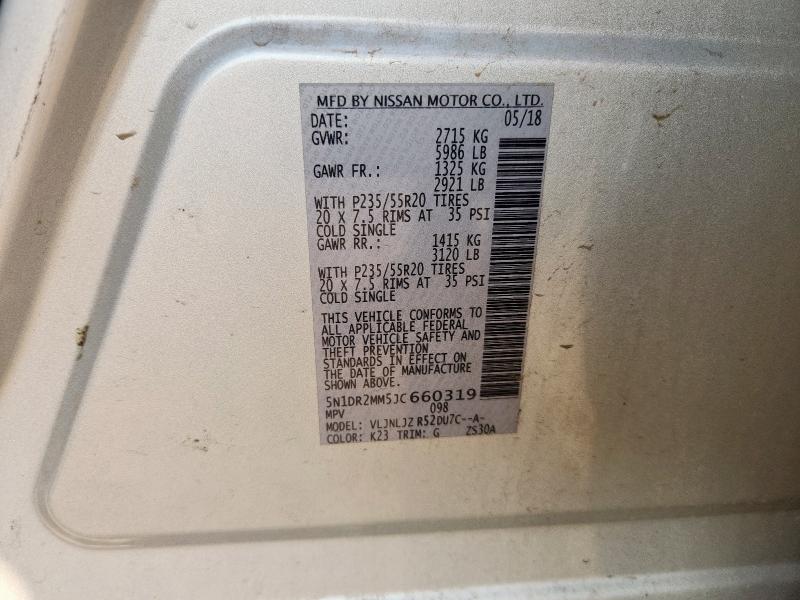 MFD BY NISSAN MOTOR CO., LTD.
DATE: 05/18
GVWR: 2715 KG
5986 LB
GAWR FR.: 1325 KG
2921 LB
WITH P235/55R20 TIRES
20 X 7.5 RIMS AT 35 PSI
COLD SINGLE
GAWR RR.: 1415 KG
3120 LB
WITH P235/55R20 TIRES
20 X 7.5 RIMS AT 35 PSI
COLD SINGLE
THIS VEHICLE CONFORMS TO
ALL APPLICABLE FEDERAL
MOTOR VEHICLE SAFETY AND
THEFT PREVENTION
STANDARDS IN EFFECT ON
THE DATE OF MANUFACTURE
SHOWN ABOVE.
5N1DR2MM5JC660319
MPV 098
MODEL: VLJNLJZ R52DU7C--A-
COLOR: K23 TRIM: G ZS30A